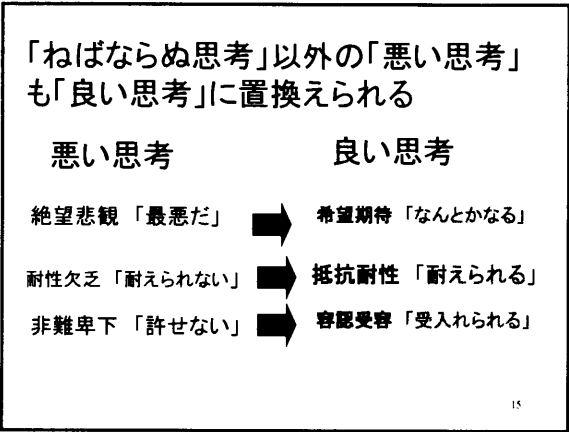 「ねばならぬ思考」以外の「悪い思考」
も「良い思考」に置換えられる
悪い思考 良い思考
絶望悲観 「最悪だ」 希望期待 「なんとかなる」
耐性欠乏 「耐えられない」 抵抗耐性 「耐えられる」
非難卑下 「許せない」 容認受容 「受入れられる」
15